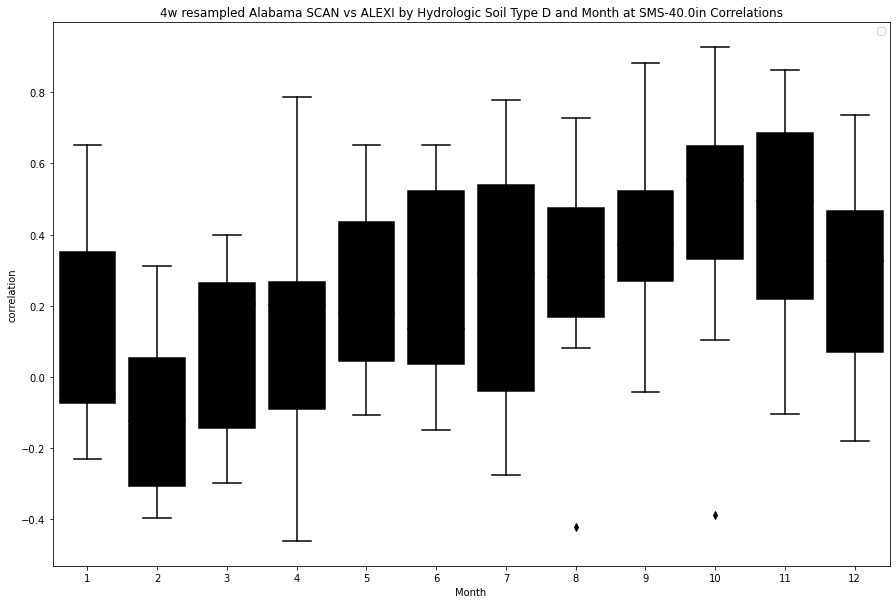 4w resampled Alabama SCAN vs ALEXI by Hydrologic Soil Type D and Month at SMS-40.0in Correlations
correlation
0.8
0.6
0.4
0.2
0.0
−0.2
−0.4
1 2 3 4 5 6 7 8 9 10 11 12
Month